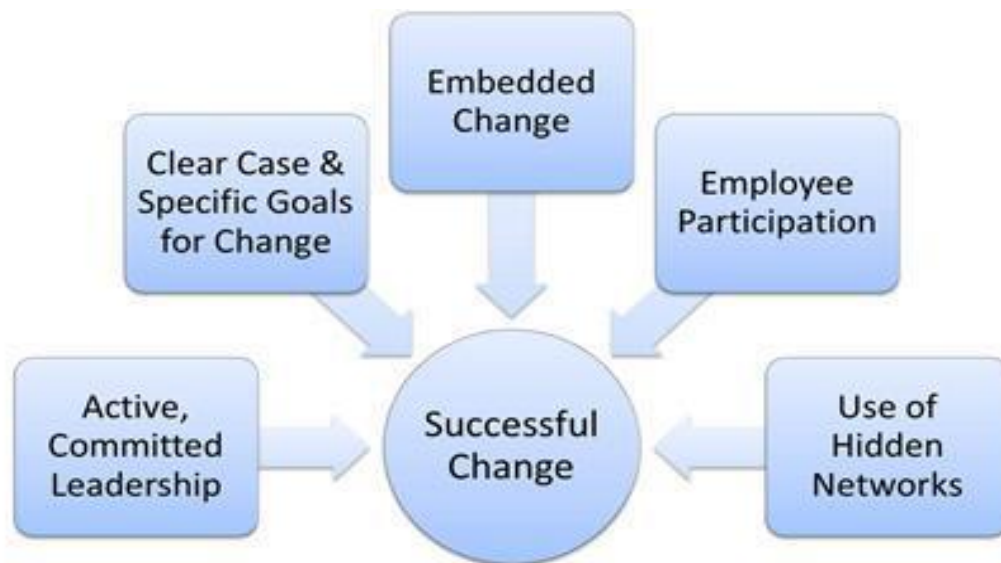 Active,
Committed
Leadership
Clear Case &
Specific Goals
for Change
Embedded
Change
Employee
Participation
Use of
Hidden
Networks
Successful
Change